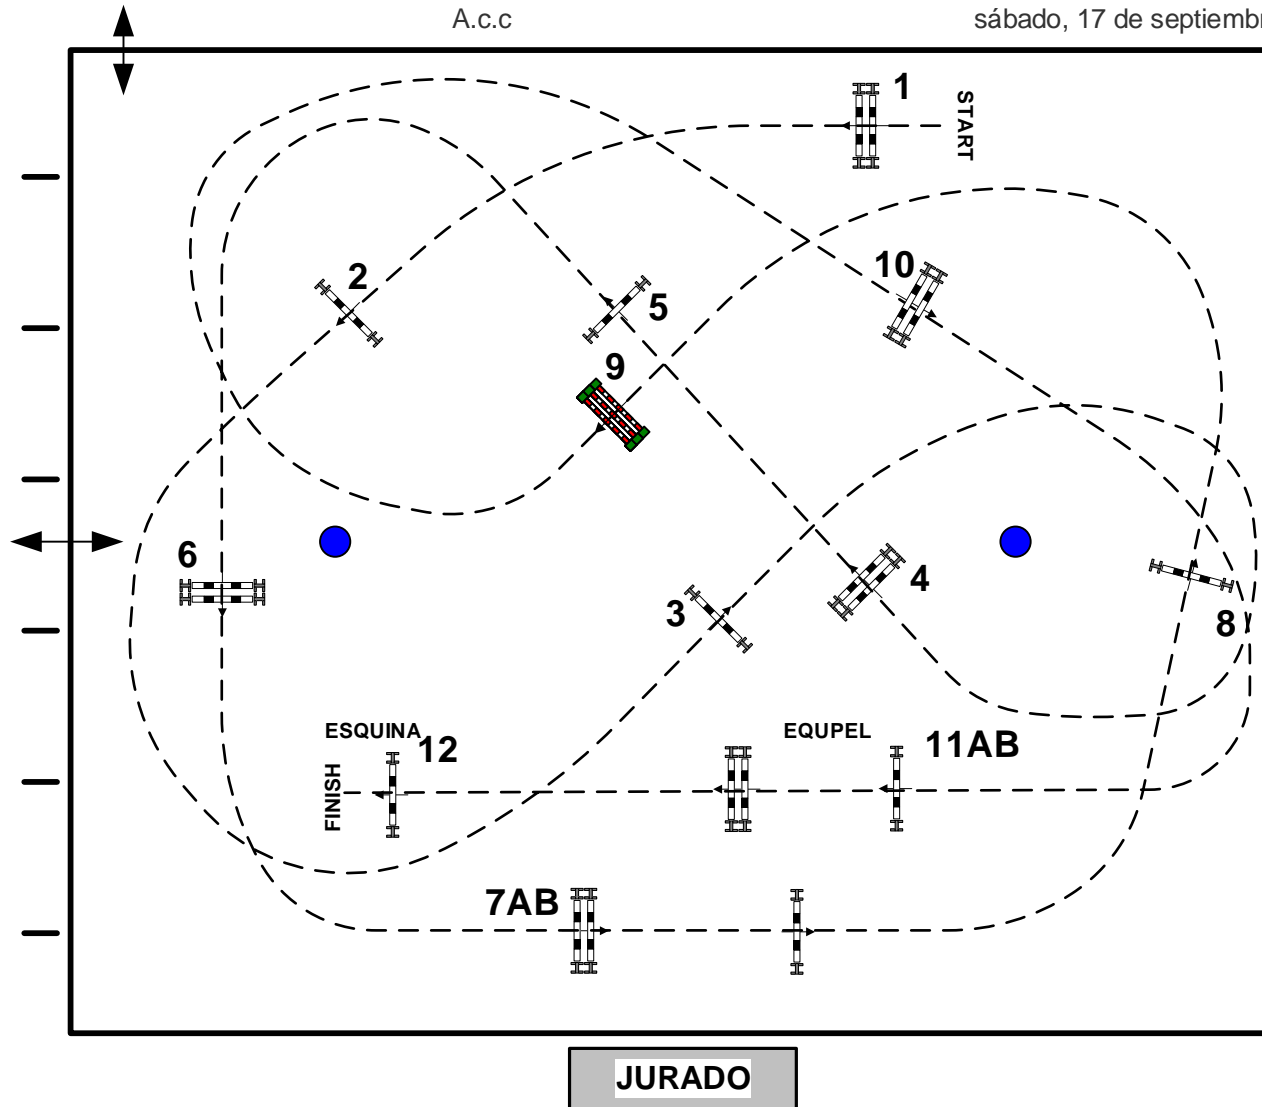 A.c.c
sábado, 17 de septiembr
1
START
2
10
5
9
6
4
3
8
ESQUINA
12
EQUPEL
11AB
FINISH
7AB
JURADO